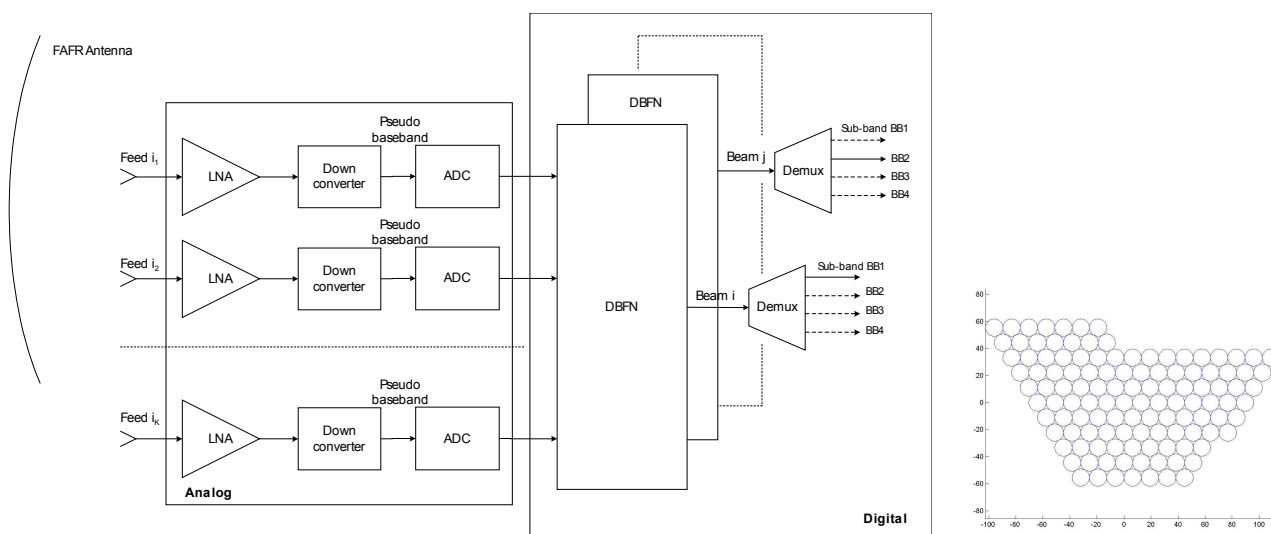 FAFR Antenna
DBFN
Sub-band BB1
BB2
BB3
BB4
Beam j
Demux
Pseudo
baseband
Feed i1
LNA
Down
converter
ADC
Pseudo
baseband
Feed i2
LNA
Down
converter
ADC
DBFN
Beam i
Sub-band BB1
BB2
BB3
BB4
Demux
Pseudo
baseband
Feed iK
LNA
Down
converter
ADC
Analog
Digital
80
60
40
20
0
-20
-40
-60
-80
-100 -80 -60 -40 -20 0 20 40 60 80 100